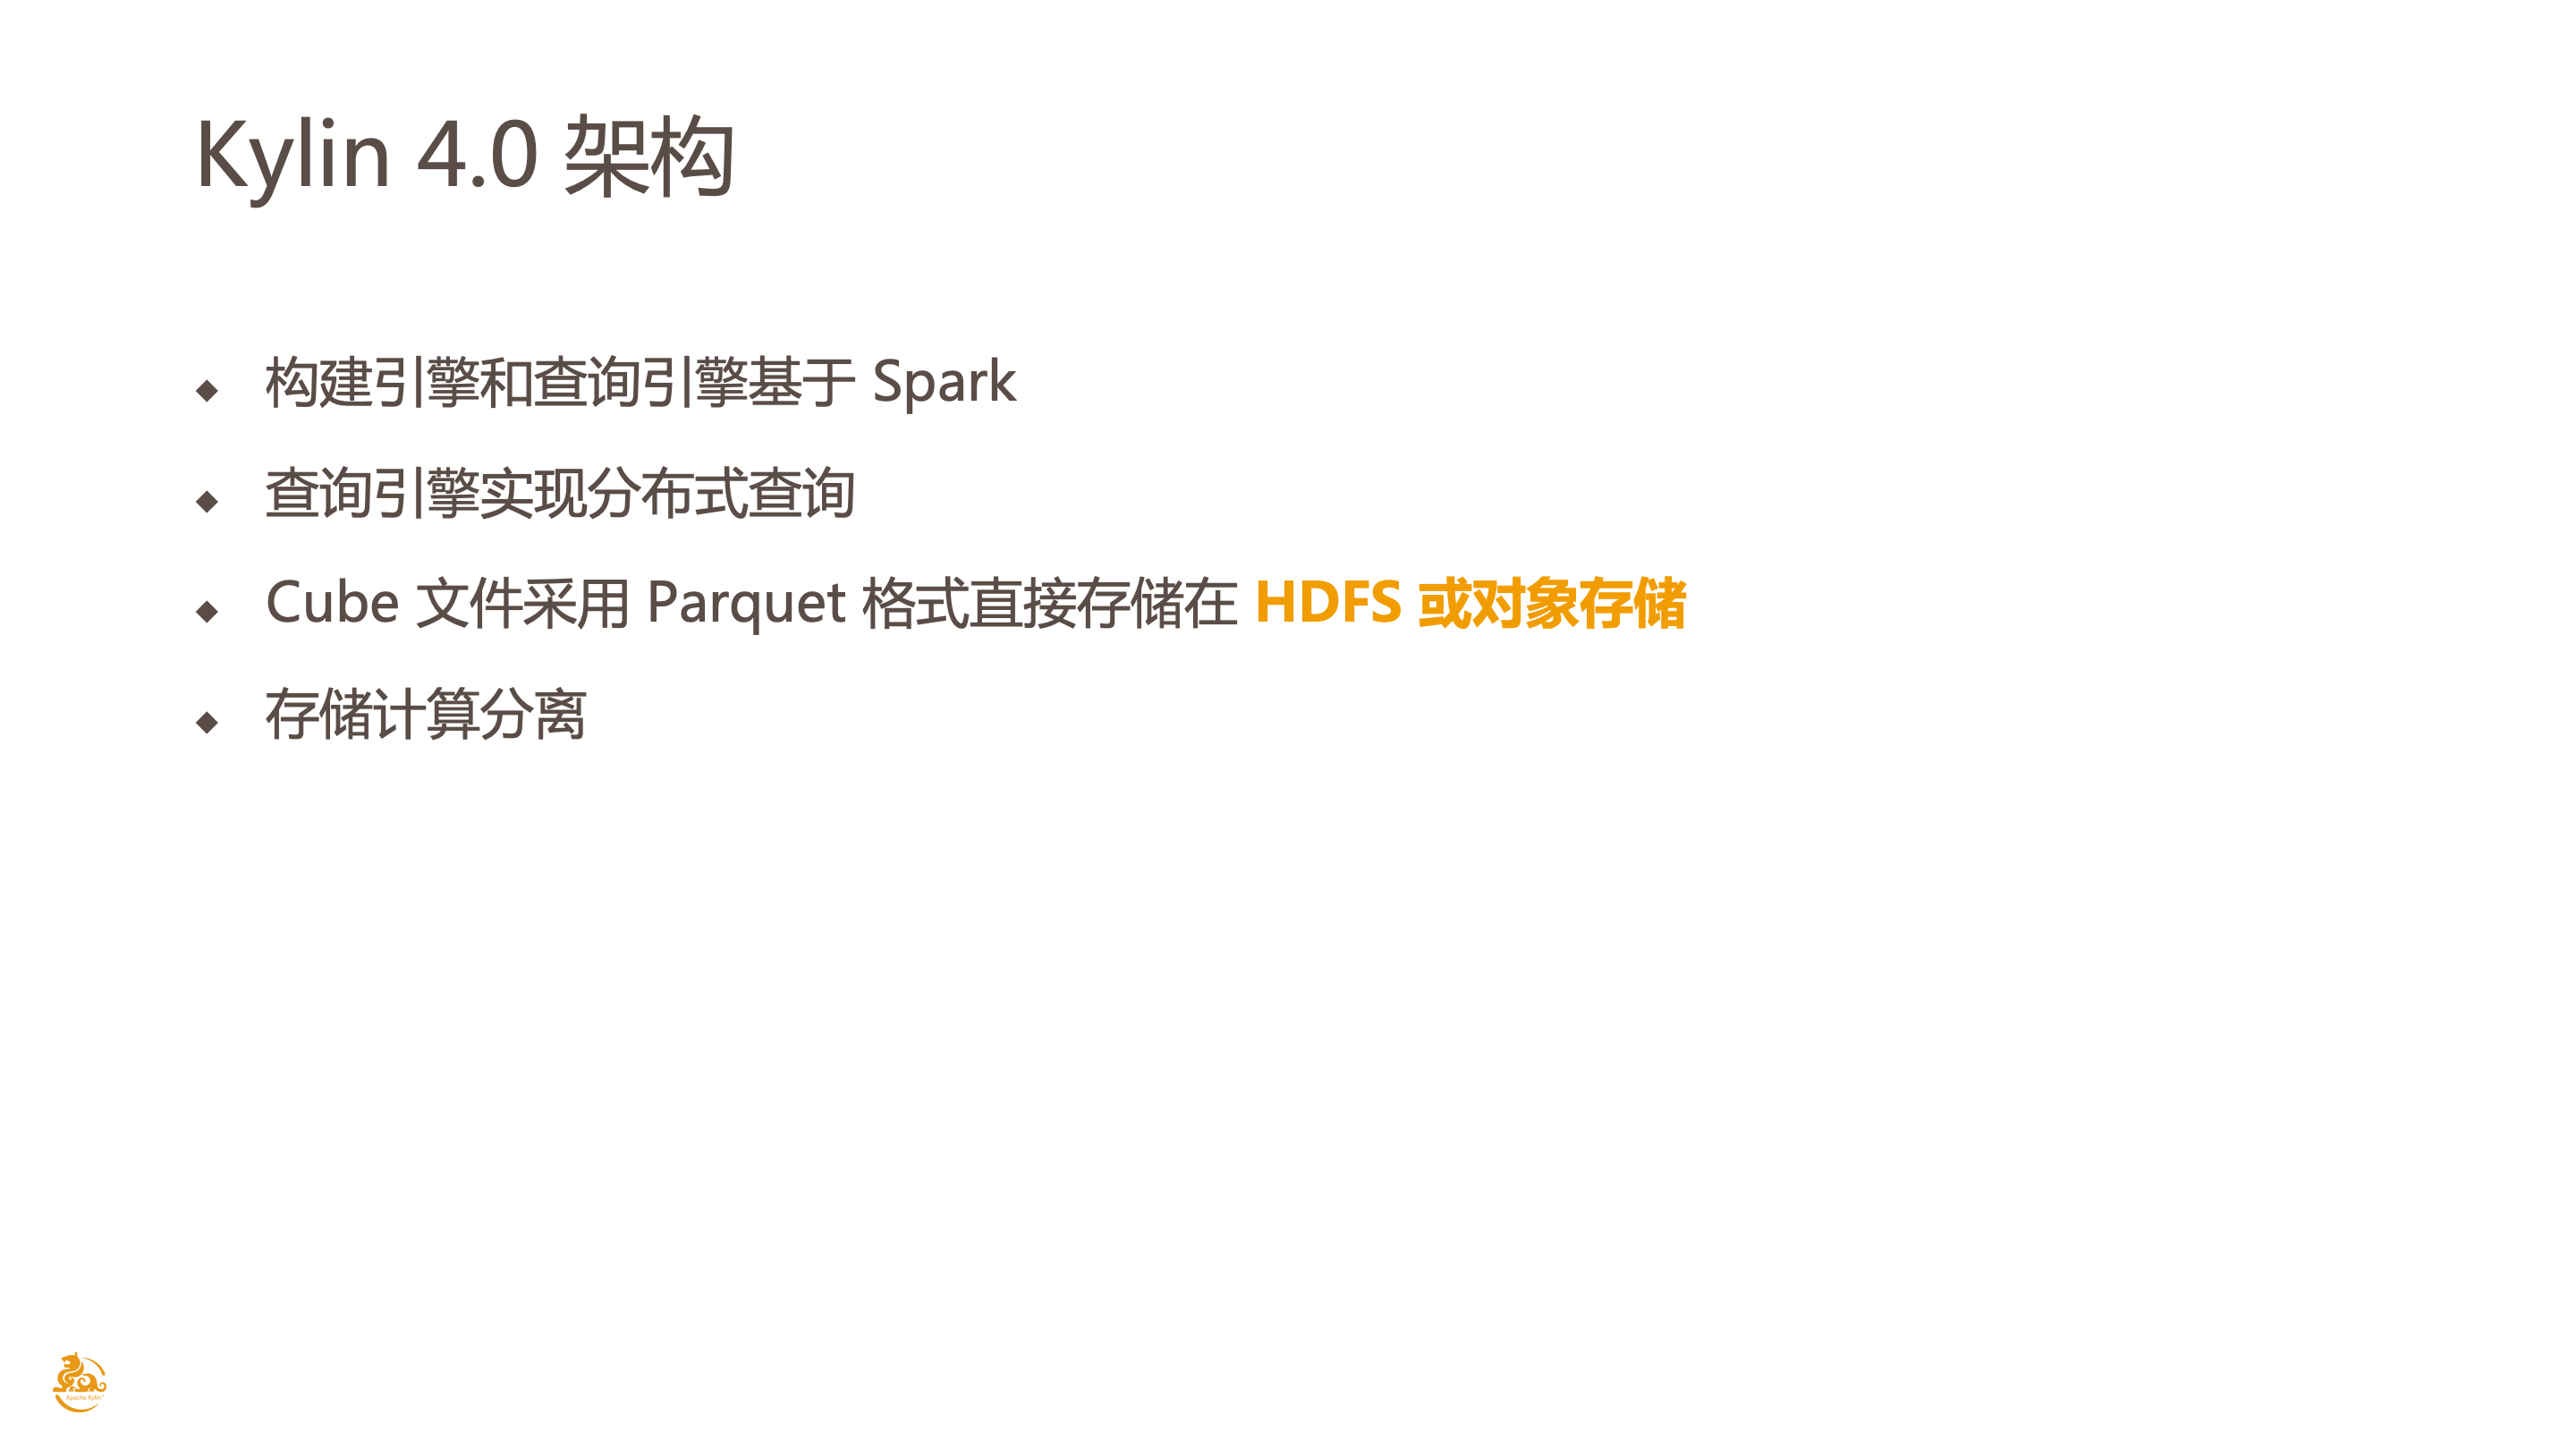 Kylin 4.0 架构
构建引擎和查询引擎基于 Spark
查询引擎实现分布式查询
Cube 文件采用 Parquet 格式直接存储在 HDFS 或对象存储
存储计算分离
Apache Kylin™